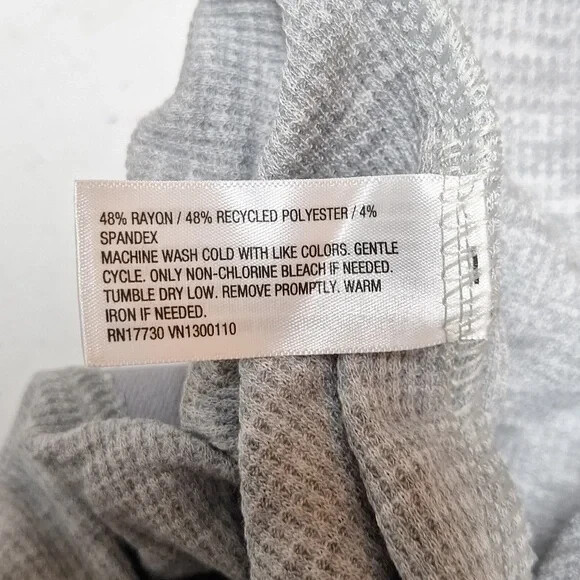 48% RAYON / 48% RECYCLED POLYESTER / 4%
SPANDEX
MACHINE WASH COLD WITH LIKE COLORS. GENTLE
CYCLE. ONLY NON-CHLORINE BLEACH IF NEEDED.
TUMBLE DRY LOW. REMOVE PROMPTLY. WARM
IRON IF NEEDED.
RN17730 VN1300110